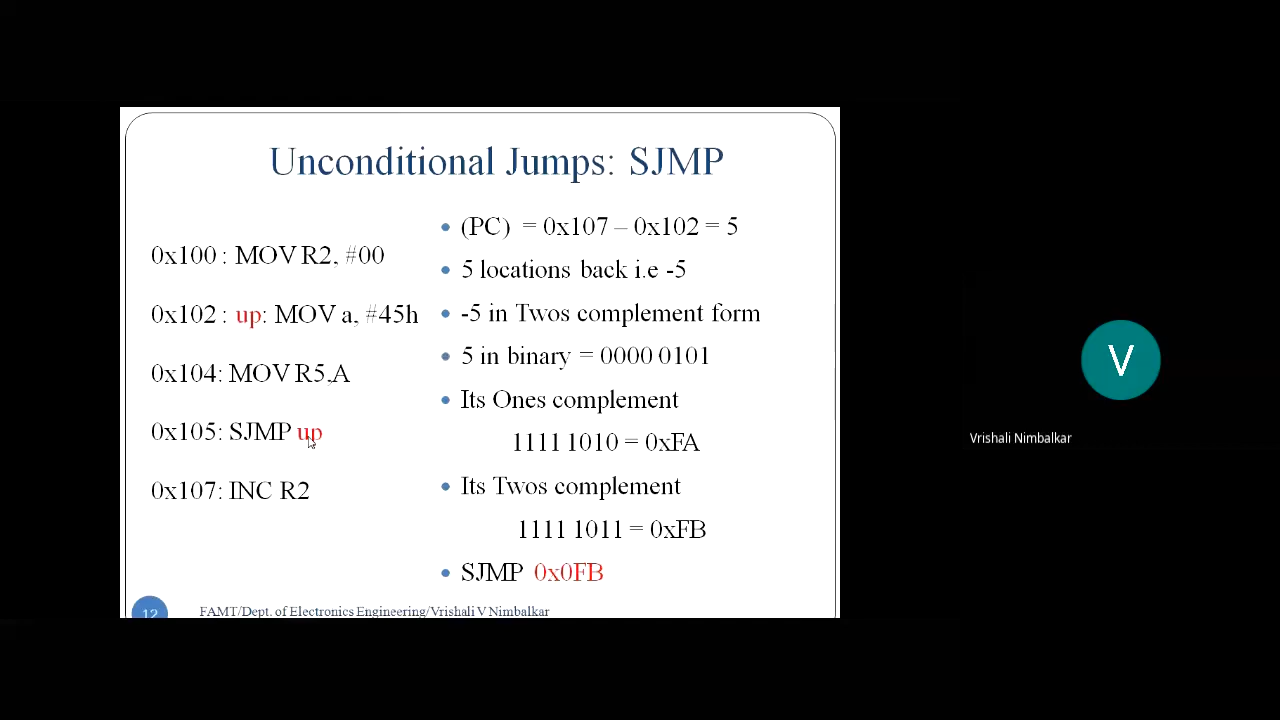 Unconditional Jumps: SJMP
0x100 : MOV R2, #00
0x102 : up: MOV a, #45h
0x104: MOV R5,A
0x105: SJMP up
0x107: INC R2
(PC) = 0x107 – 0x102 = 5
5 locations back i.e -5
-5 in Twos complement form
5 in binary = 0000 0101
Its Ones complement
1111 1010 = 0xFA
Its Twos complement
1111 1011 = 0xFB
SJMP 0x0FB
12
FAMT/Dept. of Electronics Engineering/Vrishali V Nimbalkar
V
Vrishali Nimbalkar